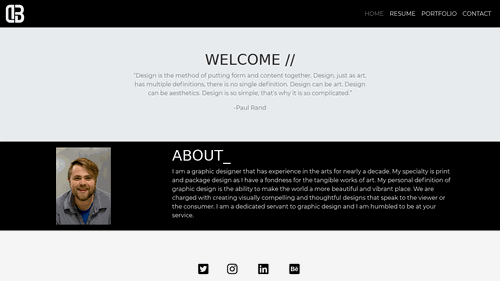 DB
HOME RESUME PORTFOLIO CONTACT
WELCOME //
“Design is the method of putting form and content together. Design, just as art,
has multiple definitions, there is no single definition. Design can be art. Design
can be aesthetics. Design is so simple, that’s why it is so complicated.”
-Paul Rand
ABOUT_
I am a graphic designer that has experience in the arts for nearly a decade. My specialty is print
and package design as I have a fondness for the tangible works of art. My personal definition of
graphic design is the ability to make the world a more beautiful and vibrant place. We are
charged with creating visually compelling and thoughtful designs that speak to the viewer or
the consumer. I am a dedicated servant to graphic design and I am humbled to be at your
service.
in Bē